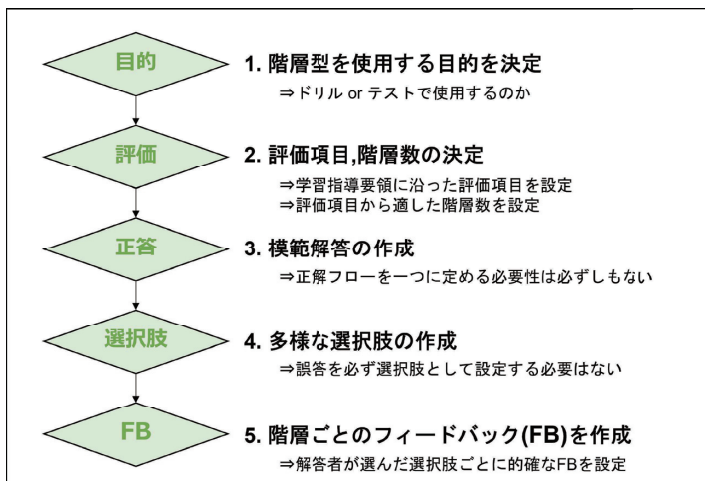 目的
1. 階層型を使用する目的を決定
⇒ドリル or テストで使用するのか
評価
2. 評価項目,階層数の決定
⇒学習指導要領に沿った評価項目を設定
⇒評価項目から適した階層数を設定
正答
3. 模範解答の作成
⇒正解フローを一つに定める必要性は必ずしもない
選択肢
4. 多様な選択肢の作成
⇒誤答を必ず選択肢として設定する必要はない
FB
5. 階層ごとのフィードバック(FB)を作成
⇒解答者が選んだ選択肢ごとに的確なFBを設定